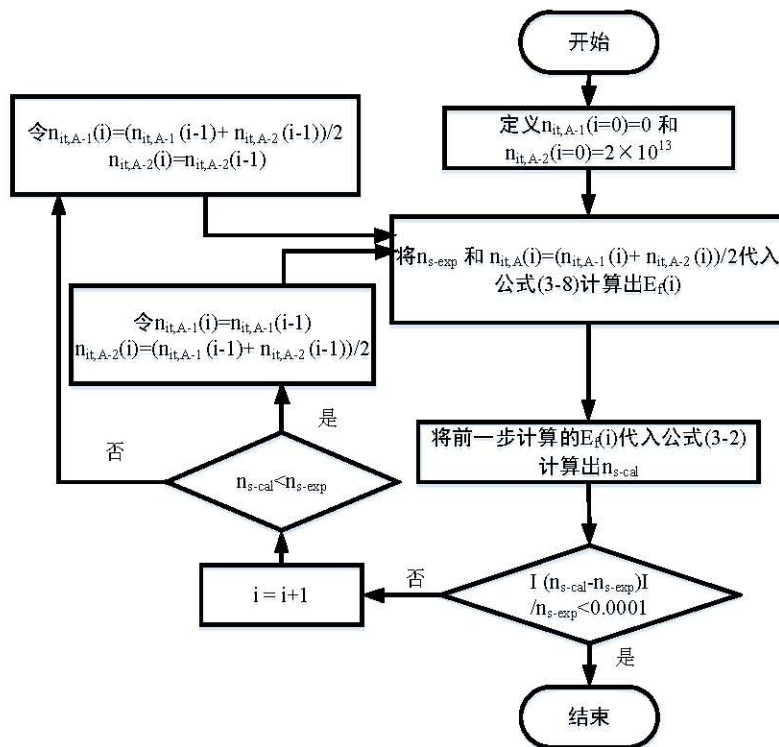 开始
定义n_{it,A-1}(i=0)=0 和
n_{it,A-2}(i=0)=2×10^{13}
令n_{it,A-1}(i)=(n_{it,A-1} (i-1)+ n_{it,A-2} (i-1))/2
n_{it,A-2}(i)=n_{it,A-2}(i-1)
将n_{s-exp} 和 n_{it,A}(i)=(n_{it,A-1} (i)+ n_{it,A-2} (i))/2代入
公式(3-8)计算出E_f(i)
令n_{it,A-1}(i)=n_{it,A-1}(i-1)
n_{it,A-2}(i)=(n_{it,A-1} (i-1)+ n_{it,A-2} (i-1))/2
将前一步计算的E_f(i)代入公式(3-2)
计算出n_{s-cal}
是
否
n_{s-cal}<n_{s-exp}
I (n_{s-cal}-n_{s-exp})I
/n_{s-exp}<0.0001
否
i = i+1
是
结束